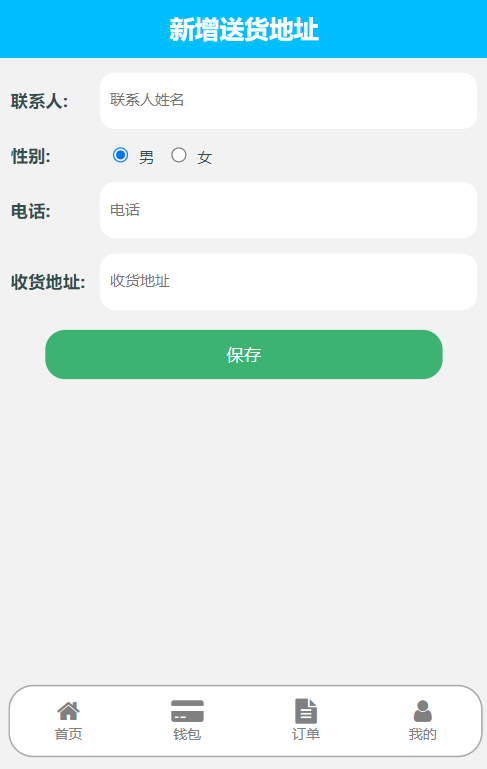 新增送货地址
联系人: 联系人姓名
性别: 男 女
电话: 电话
收货地址: 收货地址
保存
首页 钱包 订单 我的